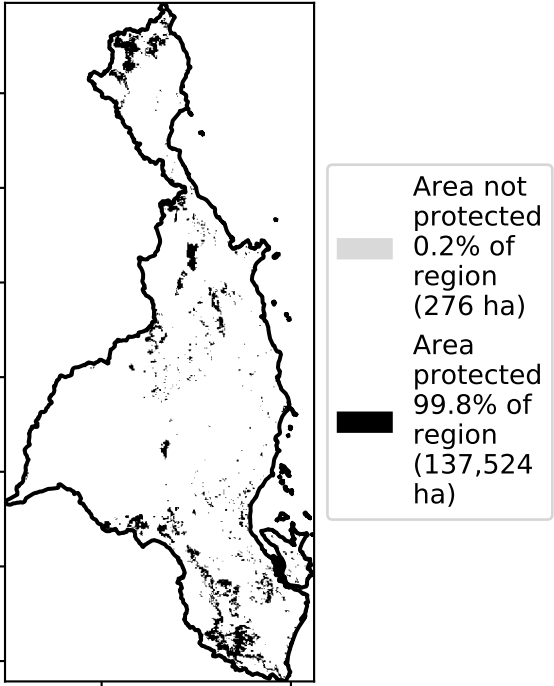 Area not
protected
0.2% of
region
(276 ha)
Area
protected
99.8% of
region
(137,524
ha)